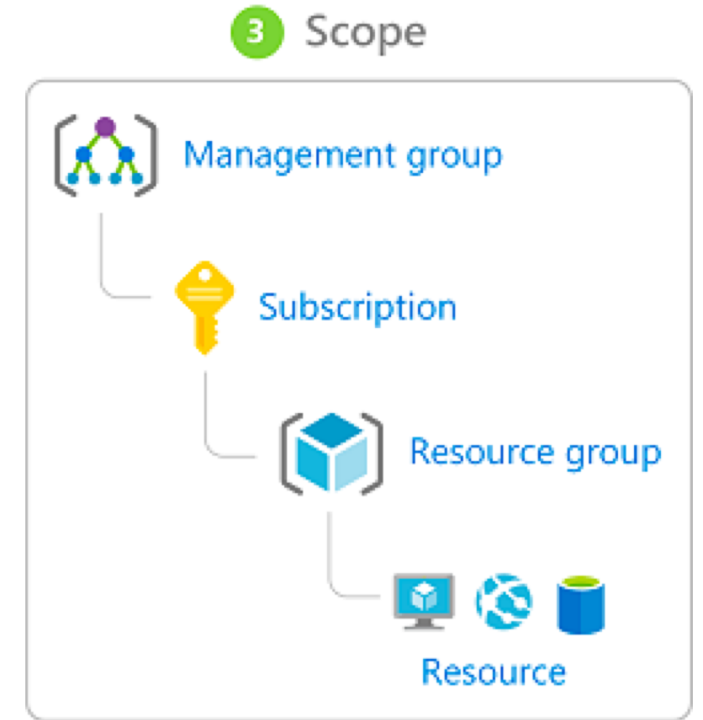 3 Scope
Management group
Subscription
Resource group
Resource